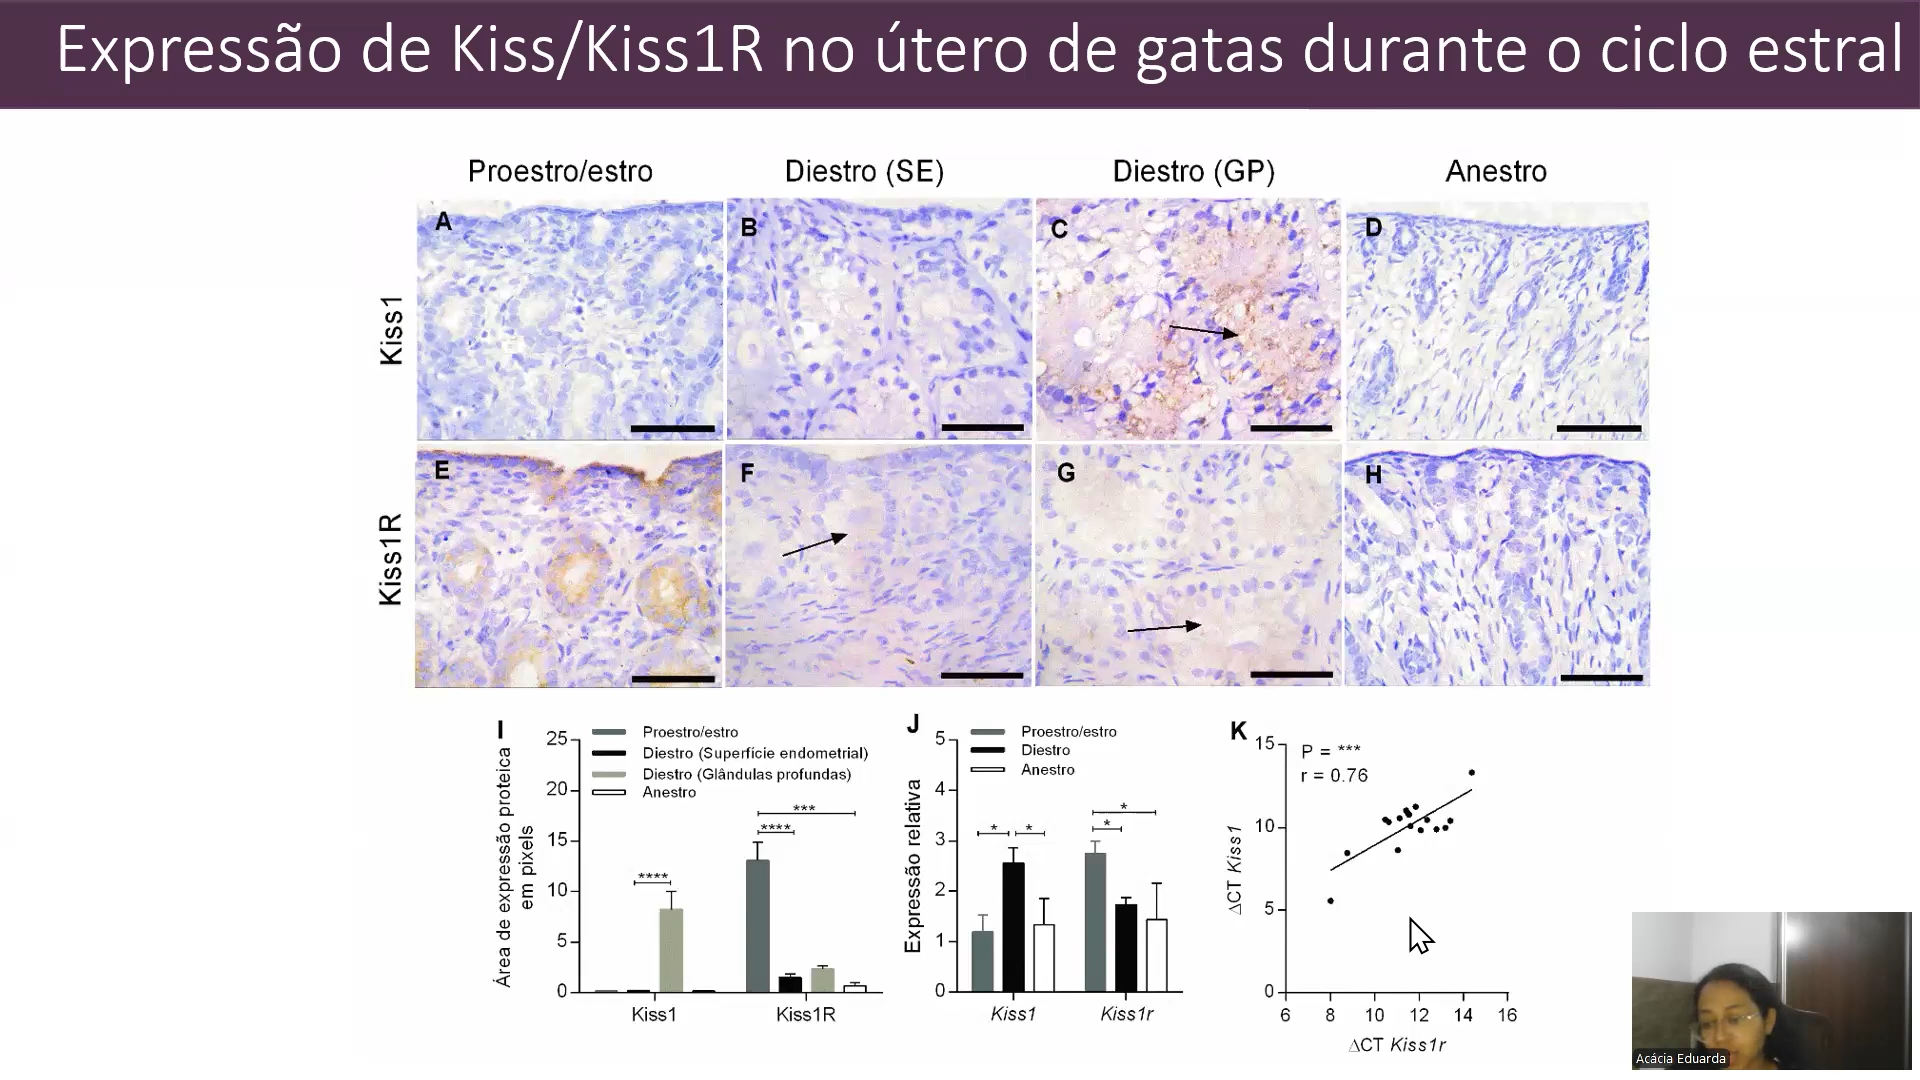 Expressão de Kiss/Kiss1R no útero de gatas durante o ciclo estral
Proestro/estro
Diestro (SE)
Diestro (GP)
Anestro
Kiss1
A
B
C
D
Kiss1R
E
F
G
H
I
Área de expressão proteica
em pixels
25
20
15
10
5
0
Proestro/estro
Diestro (Superfície endometrial)
Diestro (Glândulas profundas)
Anestro
****
****
***
Kiss1
Kiss1R
J
Expressão relativa
5
4
3
2
1
0
Proestro/estro
Diestro
Anestro
*
*
*
*
Kiss1
Kiss1r
K
ΔCT Kiss1
15
10
5
0
P = ***
r = 0.76
6
8
10
12
14
16
ΔCT Kiss1r
Acácia Eduarda